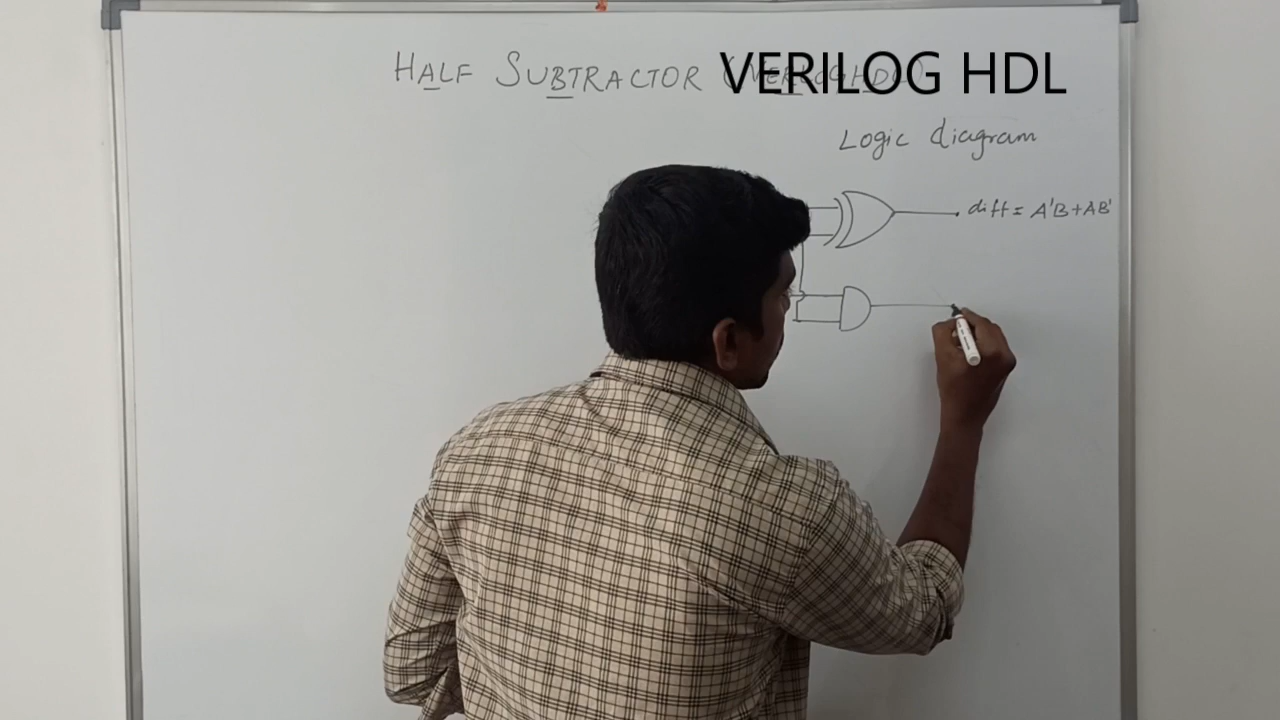 HALF SUBTRACTOR
VERILOG HDL
Logic diagram
diff = A'B+AB'